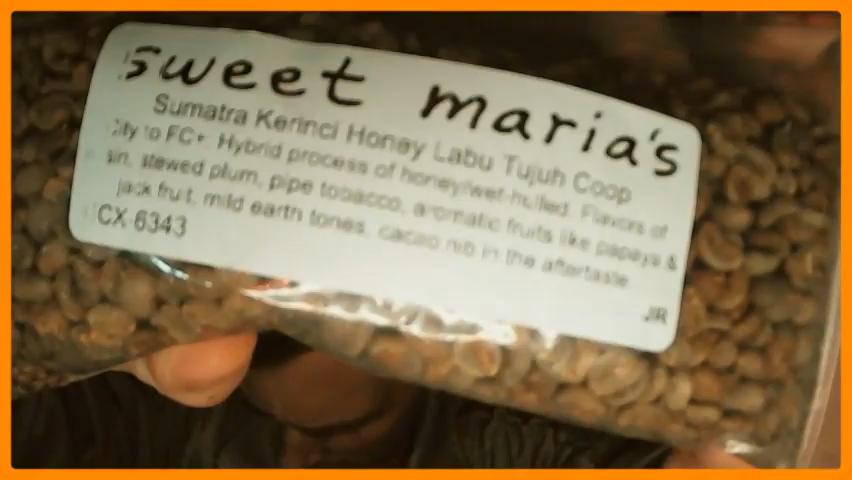 sweet maria's
Sumatra Kerinci Honey Labu Tujuh Coop
City to FC+. Hybrid process of honey/wet-hulled. Flavors of
sin, stewed plum, pipe tobacco, aromatic fruits like papaya &
jack fruit, mild earth tones, cacao nib in the aftertaste.
CX 6343
JR